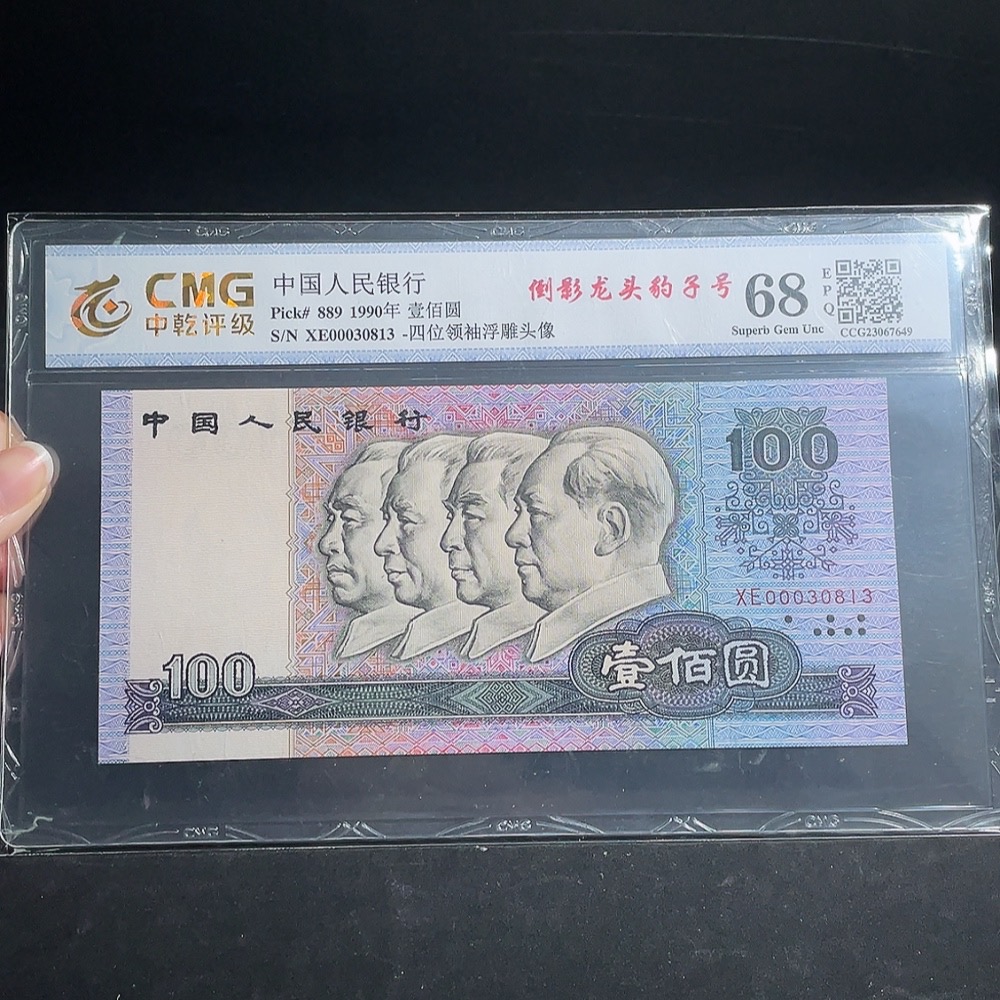 CMG
中乾评级
中国人民银行
Pick# 889 1990年 壹佰圆
S/N XE00030813 -四位领袖浮雕头像
倒影龙头豹子号
68
EPQ
Superb Gem Unc
CCG23067649
中国人民银行
100
XE00030813
100
壹佰圆